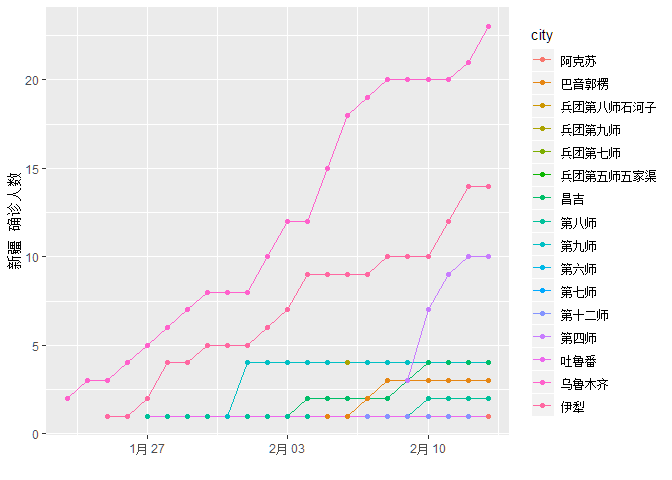 city
阿克苏
巴音郭楞
兵团第八师石河子
兵团第九师
兵团第七师
兵团第五师五家渠
昌吉
第八师
第九师
第六师
第七师
第十二师
第四师
吐鲁番
乌鲁木齐
伊犁
新疆 确诊人数
20
15
10
5
0
1月 27
2月 03
2月 10